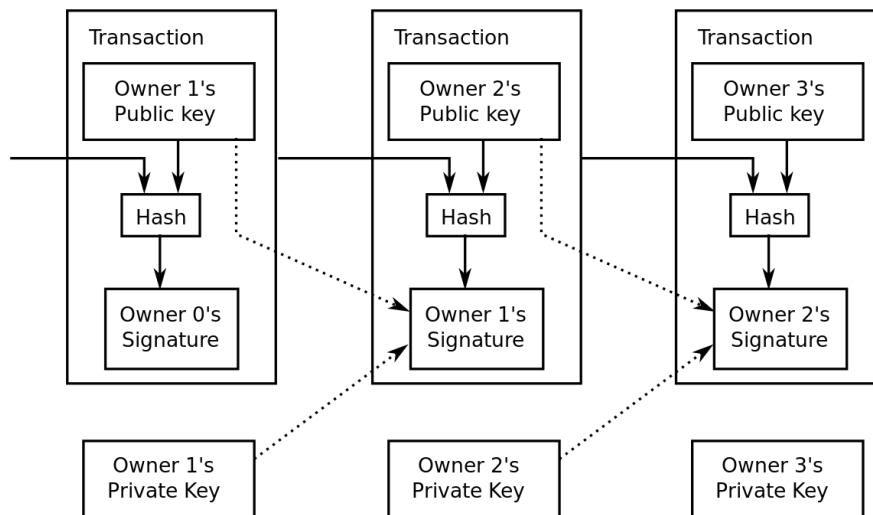 Transaction
Owner 1's
Public key
Hash
Owner 0's
Signature
Transaction
Owner 2's
Public key
Hash
Owner 1's
Signature
Transaction
Owner 3's
Public key
Hash
Owner 2's
Signature
Owner 1's
Private Key
Owner 2's
Private Key
Owner 3's
Private Key